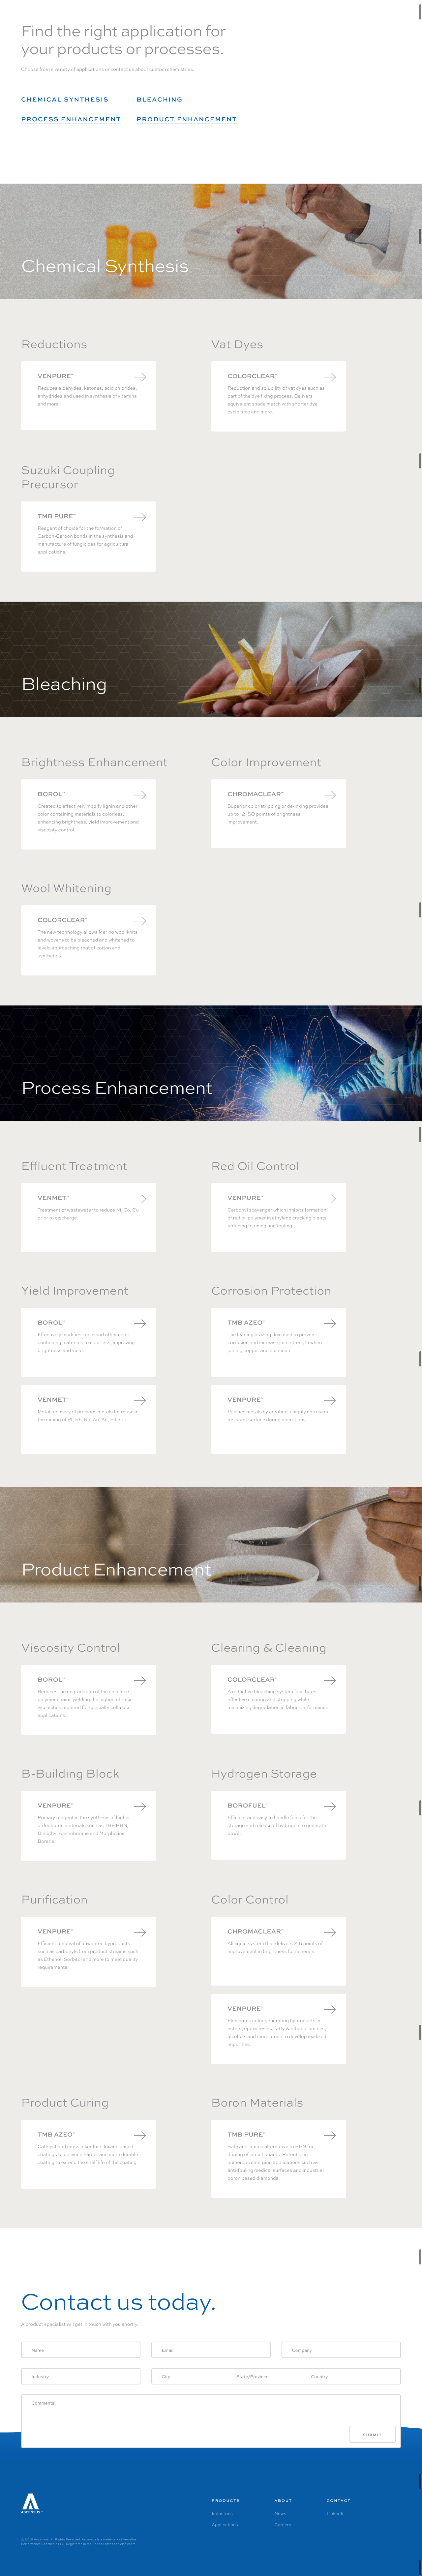 Find the right application for
your products or processes.
Choose from a variety of applications or contact us about custom chemistries.
CHEMICAL SYNTHESIS
BLEACHING
PROCESS ENHANCEMENT
PRODUCT ENHANCEMENT
Chemical Synthesis
Reductions
VENPURE™
Reduces aldehydes, ketones, acid chlorides,
anhydrides and used in synthesis of vitamins
and more.
Vat Dyes
COLORCLEAR™
Reduction and solubility of vat dyes such as
part of the dye fixing process. Delivers
equivalent shade match with shorter dye
cycle time and more.
Suzuki Coupling
Precursor
TMB PURE™
Reagent of choice for the formation of
Carbon-Carbon bonds in the synthesis and
manufacture of fungicides for agricultural
applications.
Bleaching
Brightness Enhancement
BOROL™
Created to effectively modify lignin and other
color containing materials to colorless,
enhancing brightness, yield improvement and
viscosity control.
Color Improvement
CHROMACLEAR™
Superior color stripping or de-inking provides
up to 12 ISO points of brightness
improvement.
Wool Whitening
COLORCLEAR™
The new technology allows Merino wool knits
and wovens to be bleached and whitened to
levels approaching that of cotton and
synthetics.
Process Enhancement
Effluent Treatment
VENMET™
Treatment of wastewater to reduce Ni, Co, Cu
prior to discharge.
Red Oil Control
VENPURE™
Carbonyl scavenger which inhibits formation
of red oil polymer in ethylene cracking plants
reducing foaming and fouling.
Yield Improvement
BOROL™
Effectively modifies lignin and other color
containing materials to colorless, improving
brightness and yield.
VENMET™
Metal recovery of precious metals for reuse in
the mining of Pt, Rh, Ru, Au, Ag, Pd, etc.
Corrosion Protection
TMB AZEO™
The leading brazing flux used to prevent
corrosion and increase joint strength when
joining copper and aluminum.
VENPURE™
Pacifies metals by creating a highly corrosion
resistant surface during operations.
Product Enhancement
Viscosity Control
BOROL™
Reduces the degradation of the cellulose
polymer chains yielding the higher intrinsic
viscosities required for specialty cellulose
applications.
Clearing & Cleaning
COLORCLEAR™
A reductive bleaching system facilitates
effective clearing and stripping while
minimizing degradation in fabric performance.
B-Building Block
VENPURE™
Primary reagent in the synthesis of higher
order boron materials such as THF-BH3,
Dimethyl Aminoborane and Morpholine
Borane.
Hydrogen Storage
BOROFUEL™
Efficient and easy to handle fuels for the
storage and release of hydrogen to generate
power.
Purification
VENPURE™
Efficient removal of unwanted byproducts
such as carbonyls from product streams such
as Ethanol, Sorbitol and more to meet quality
requirements.
Color Control
CHROMACLEAR™
All liquid system that delivers 2-6 points of
improvement in brightness for minerals.
VENPURE™
Eliminates color generating byproducts in
esters, epoxy resins, fatty & ethanol amines,
alcohols and more prone to develop oxidized
impurities.
Product Curing
TMB AZEO™
Catalyst and crosslinker for siloxane based
coatings to deliver a harder and more durable
coating to extend the shelf life of the coating.
Boron Materials
TMB PURE™
Safe and simple alternative to BH3 for
doping of circuit boards. Potential in
numerous emerging applications such as
anti-fouling medical surfaces and industrial
boron based diamonds.
Contact us today.
A product specialist will get in touch with you shortly.
Name
Email
Company
Industry
City
State/Province
Country
Comments
SUBMIT
ASCENSUS
PRODUCTS
Industries
Applications
ABOUT
News
Careers
CONTACT
LinkedIn